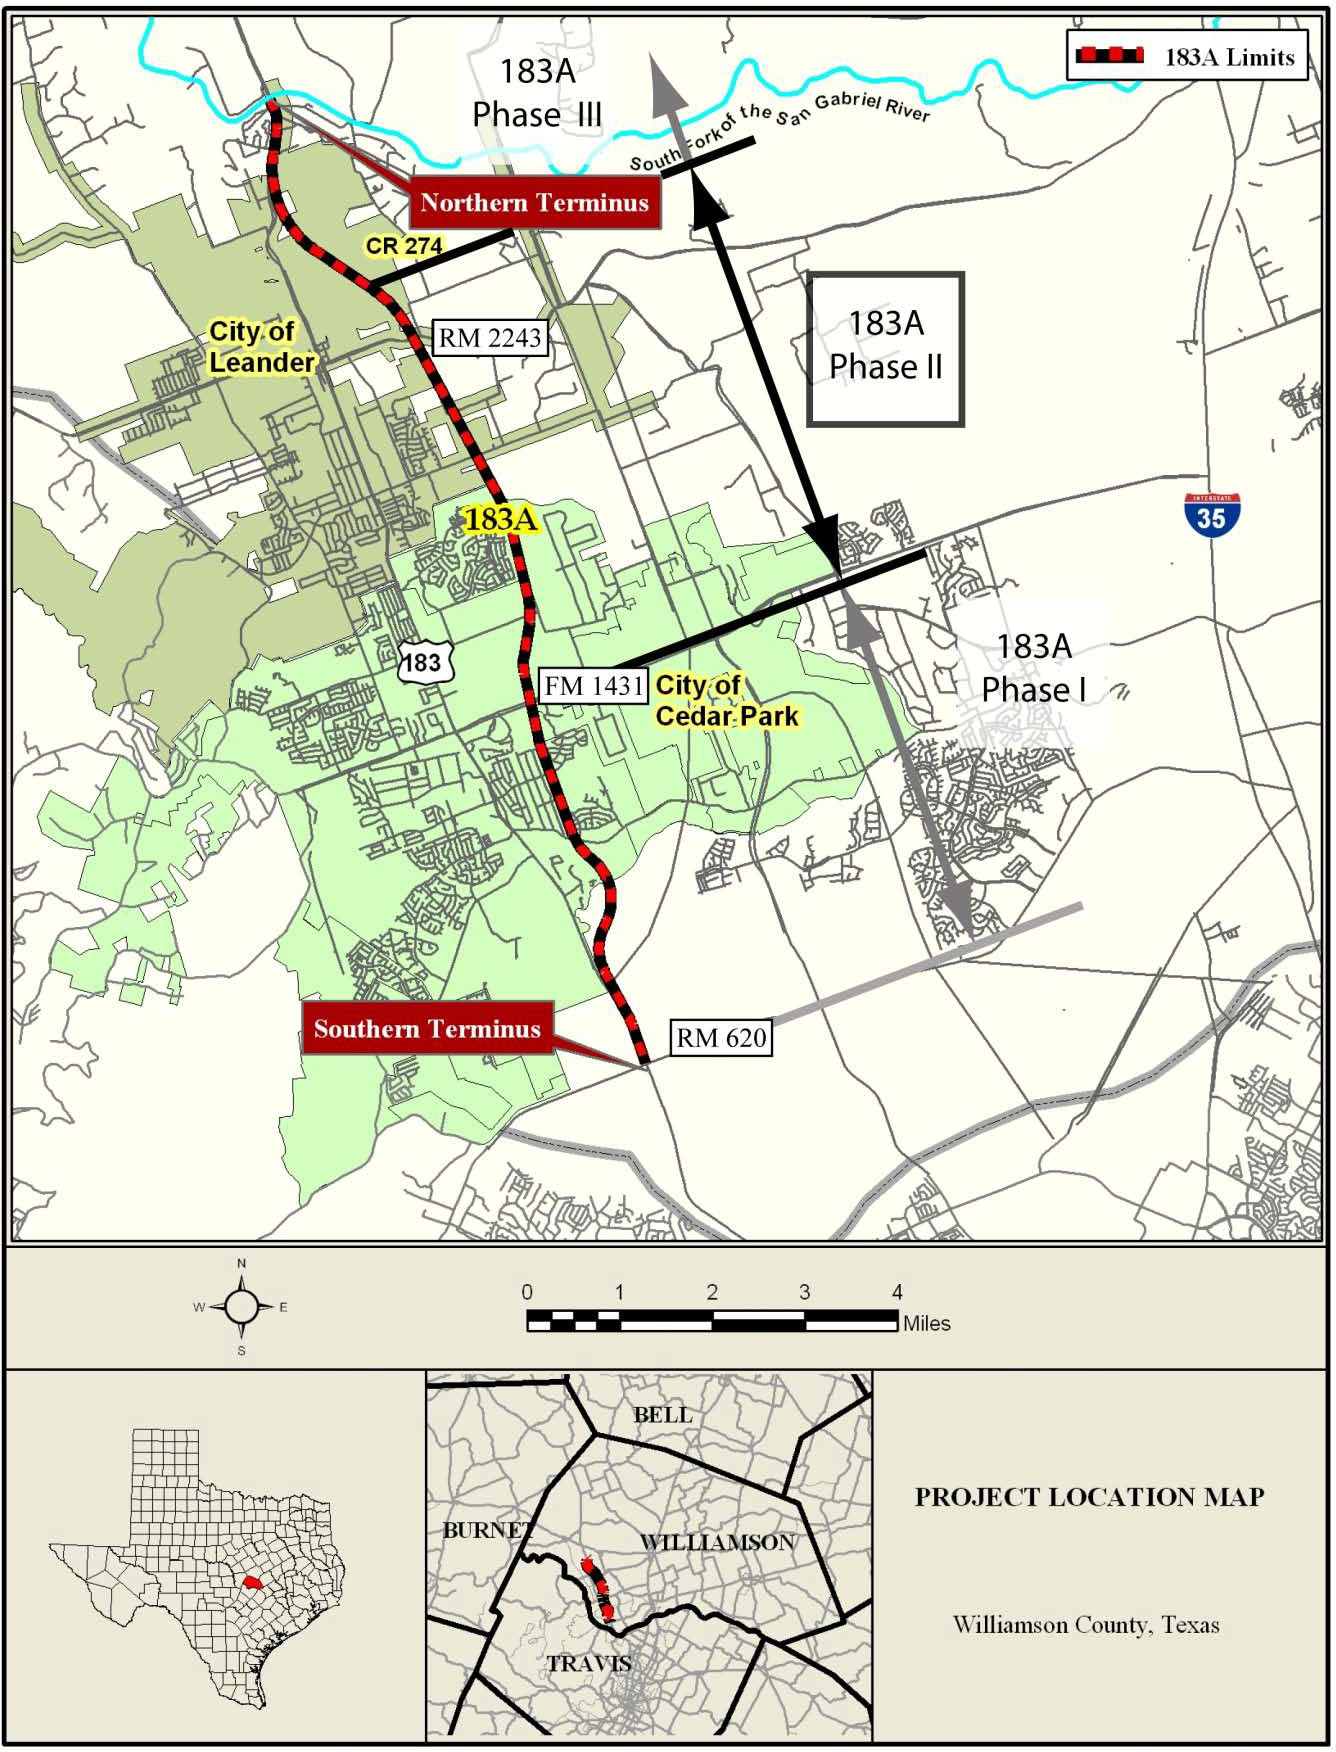 183A Limits
183A
Phase III
South Fork of the San Gabriel River
Northern Terminus
CR 274
City of
Leander
RM 2243
183A
Phase II
183A
INTERSTATE
35
183
FM 1431
City of
Cedar Park
183A
Phase I
Southern Terminus
RM 620
N
W
E
S
0
1
2
3
4
Miles
BELL
BURNET
WILLIAMSON
TRAVIS
PROJECT LOCATION MAP
Williamson County, Texas